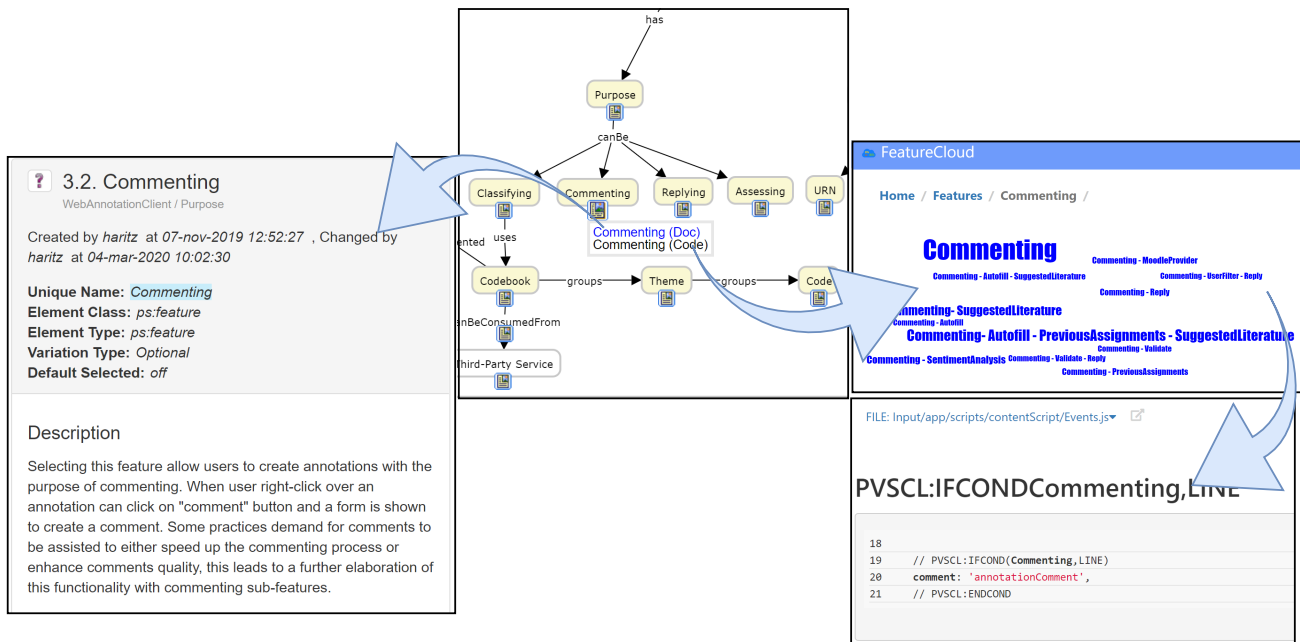 3.2. Commenting
WebAnnotationClient / Purpose
Created by haritz at 07-nov-2019 12:52:27 , Changed by
haritz at 04-mar-2020 10:02:30
Unique Name: Commenting
Element Class: ps:feature
Element Type: ps:feature
Variation Type: Optional
Default Selected: off
Description
Selecting this feature allow users to create annotations with the
purpose of commenting. When user right-click over an
annotation can click on "comment" button and a form is shown
to create a comment. Some practices demand for comments to
be assisted to either speed up the commenting process or
enhance comments quality, this leads to a further elaboration of
this functionality with commenting sub-features.
has
Purpose
canBe
Classifying
Commenting
Replying
Assessing
URN
Commenting (Doc)
Commenting (Code)
uses
Codebook
groups
Theme
groups
Code
Third-Party Service
FeatureCloud
Home / Features / Commenting /
Commenting
Commenting - MoodleProvider
Commenting - Autofill - SuggestedLiterature
Commenting - UserFilter - Reply
Commenting - Reply
Commenting- SuggestedLiterature
Commenting - Autofill
Commenting- Autofill - PreviousAssignments - SuggestedLiterature
Commenting - Validate
Commenting - SentimentAnalysis
Commenting - Validate - Reply
Commenting - PreviousAssignments
FILE: Input/app/scripts/contentScript/Events.js
PVSCL:IFCONDCommenting,LINE
18
19 // PVSCL:IFCOND(Commenting,LINE)
20 comment: 'annotationComment',
21 // PVSCL:ENDCOND